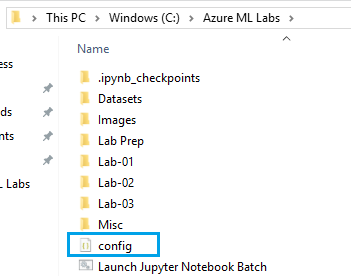 This PC > Windows (C:) > Azure ML Labs >
Name
.ipynb_checkpoints
ess
Datasets
Images
ds
Lab Prep
nts
Lab-01
ML Labs
Lab-02
Lab-03
Misc
config
Launch Jupyter Notebook Batch